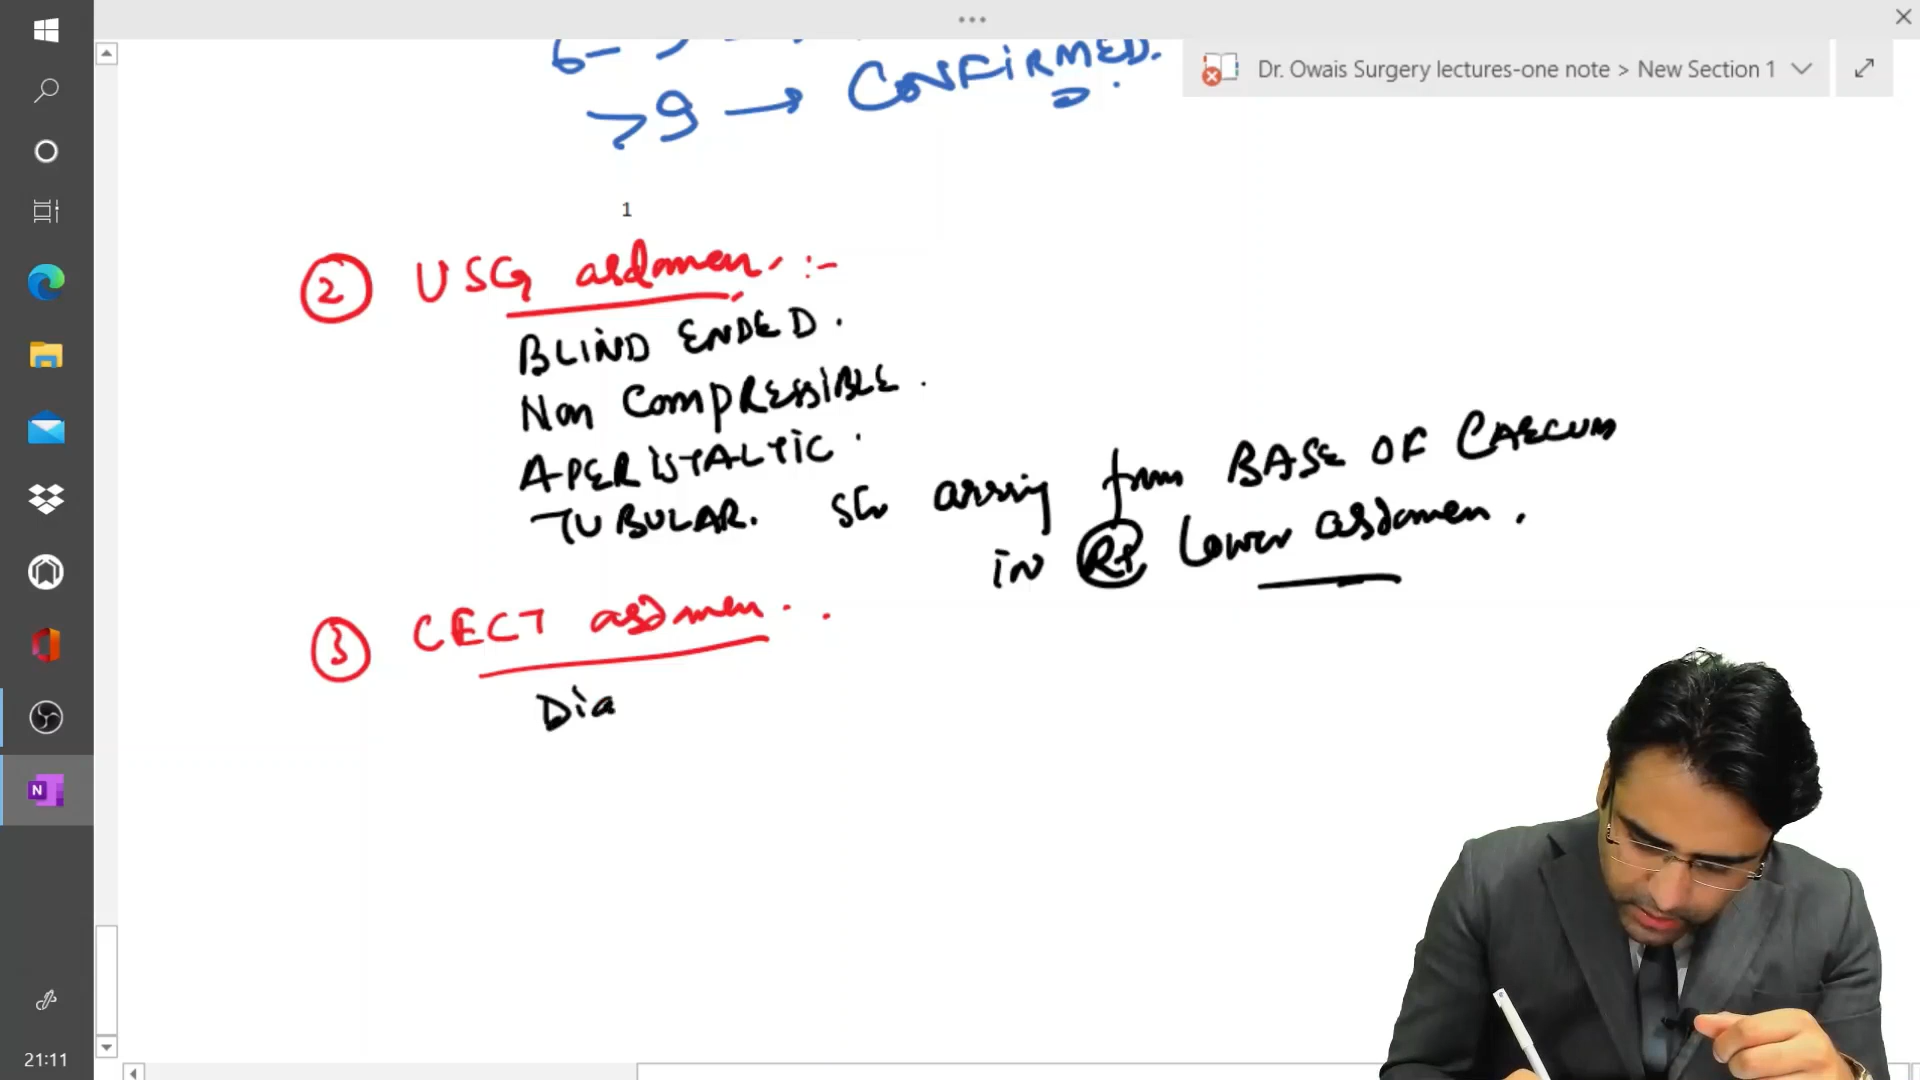 Dr. Owais Surgery lectures-one note > New Section 1
6-
>9 → CONFIRMED.
1
② USG abdomen. :-
BLIND ENDED.
Non COMPRESSIBLE.
APERISTALTIC.
TUBULAR. from BASE OF CAECUM
in Rt Lower abdomen.
③ CECT abdomen..
Dia
N
21:11